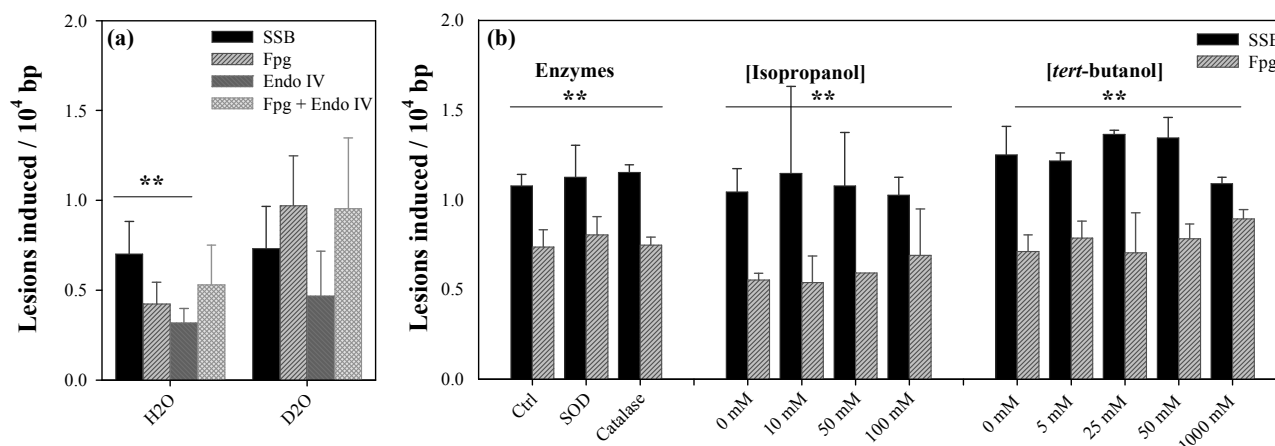 (a)
SSB
Fpg
Endo IV
Fpg + Endo IV
**
Lesions induced / 10⁴ bp
2.0
1.5
1.0
0.5
0.0
H2O
D2O
(b)
SSB
Fpg
Enzymes
[Isopropanol]
[tert-butanol]
**
**
**
Lesions induced / 10⁴ bp
2.0
1.5
1.0
0.5
0.0
Ctrl
SOD
Catalase
0 mM
10 mM
50 mM
100 mM
0 mM
5 mM
25 mM
50 mM
1000 mM